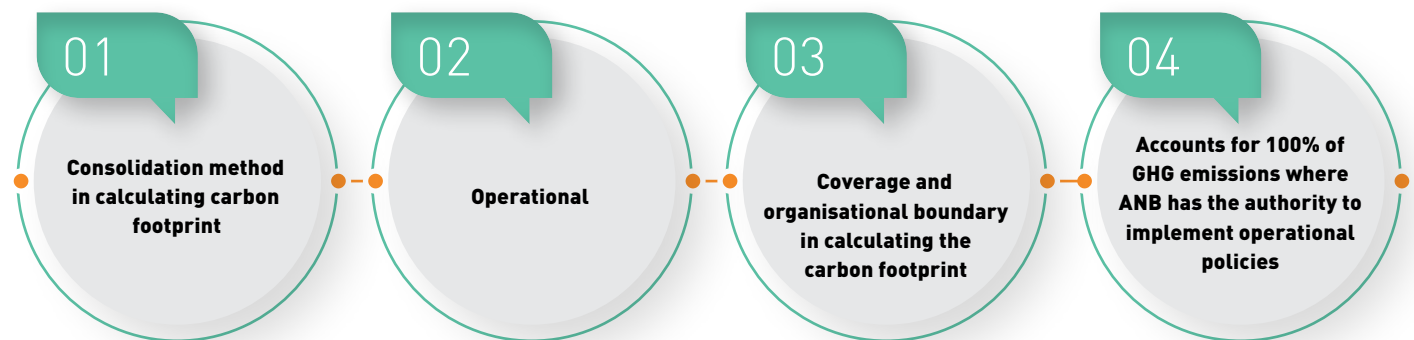 01
Consolidation method
in calculating carbon
footprint
02
Operational
03
Coverage and
organisational boundary
in calculating the
carbon footprint
04
Accounts for 100% of
GHG emissions where
ANB has the authority to
implement operational
policies